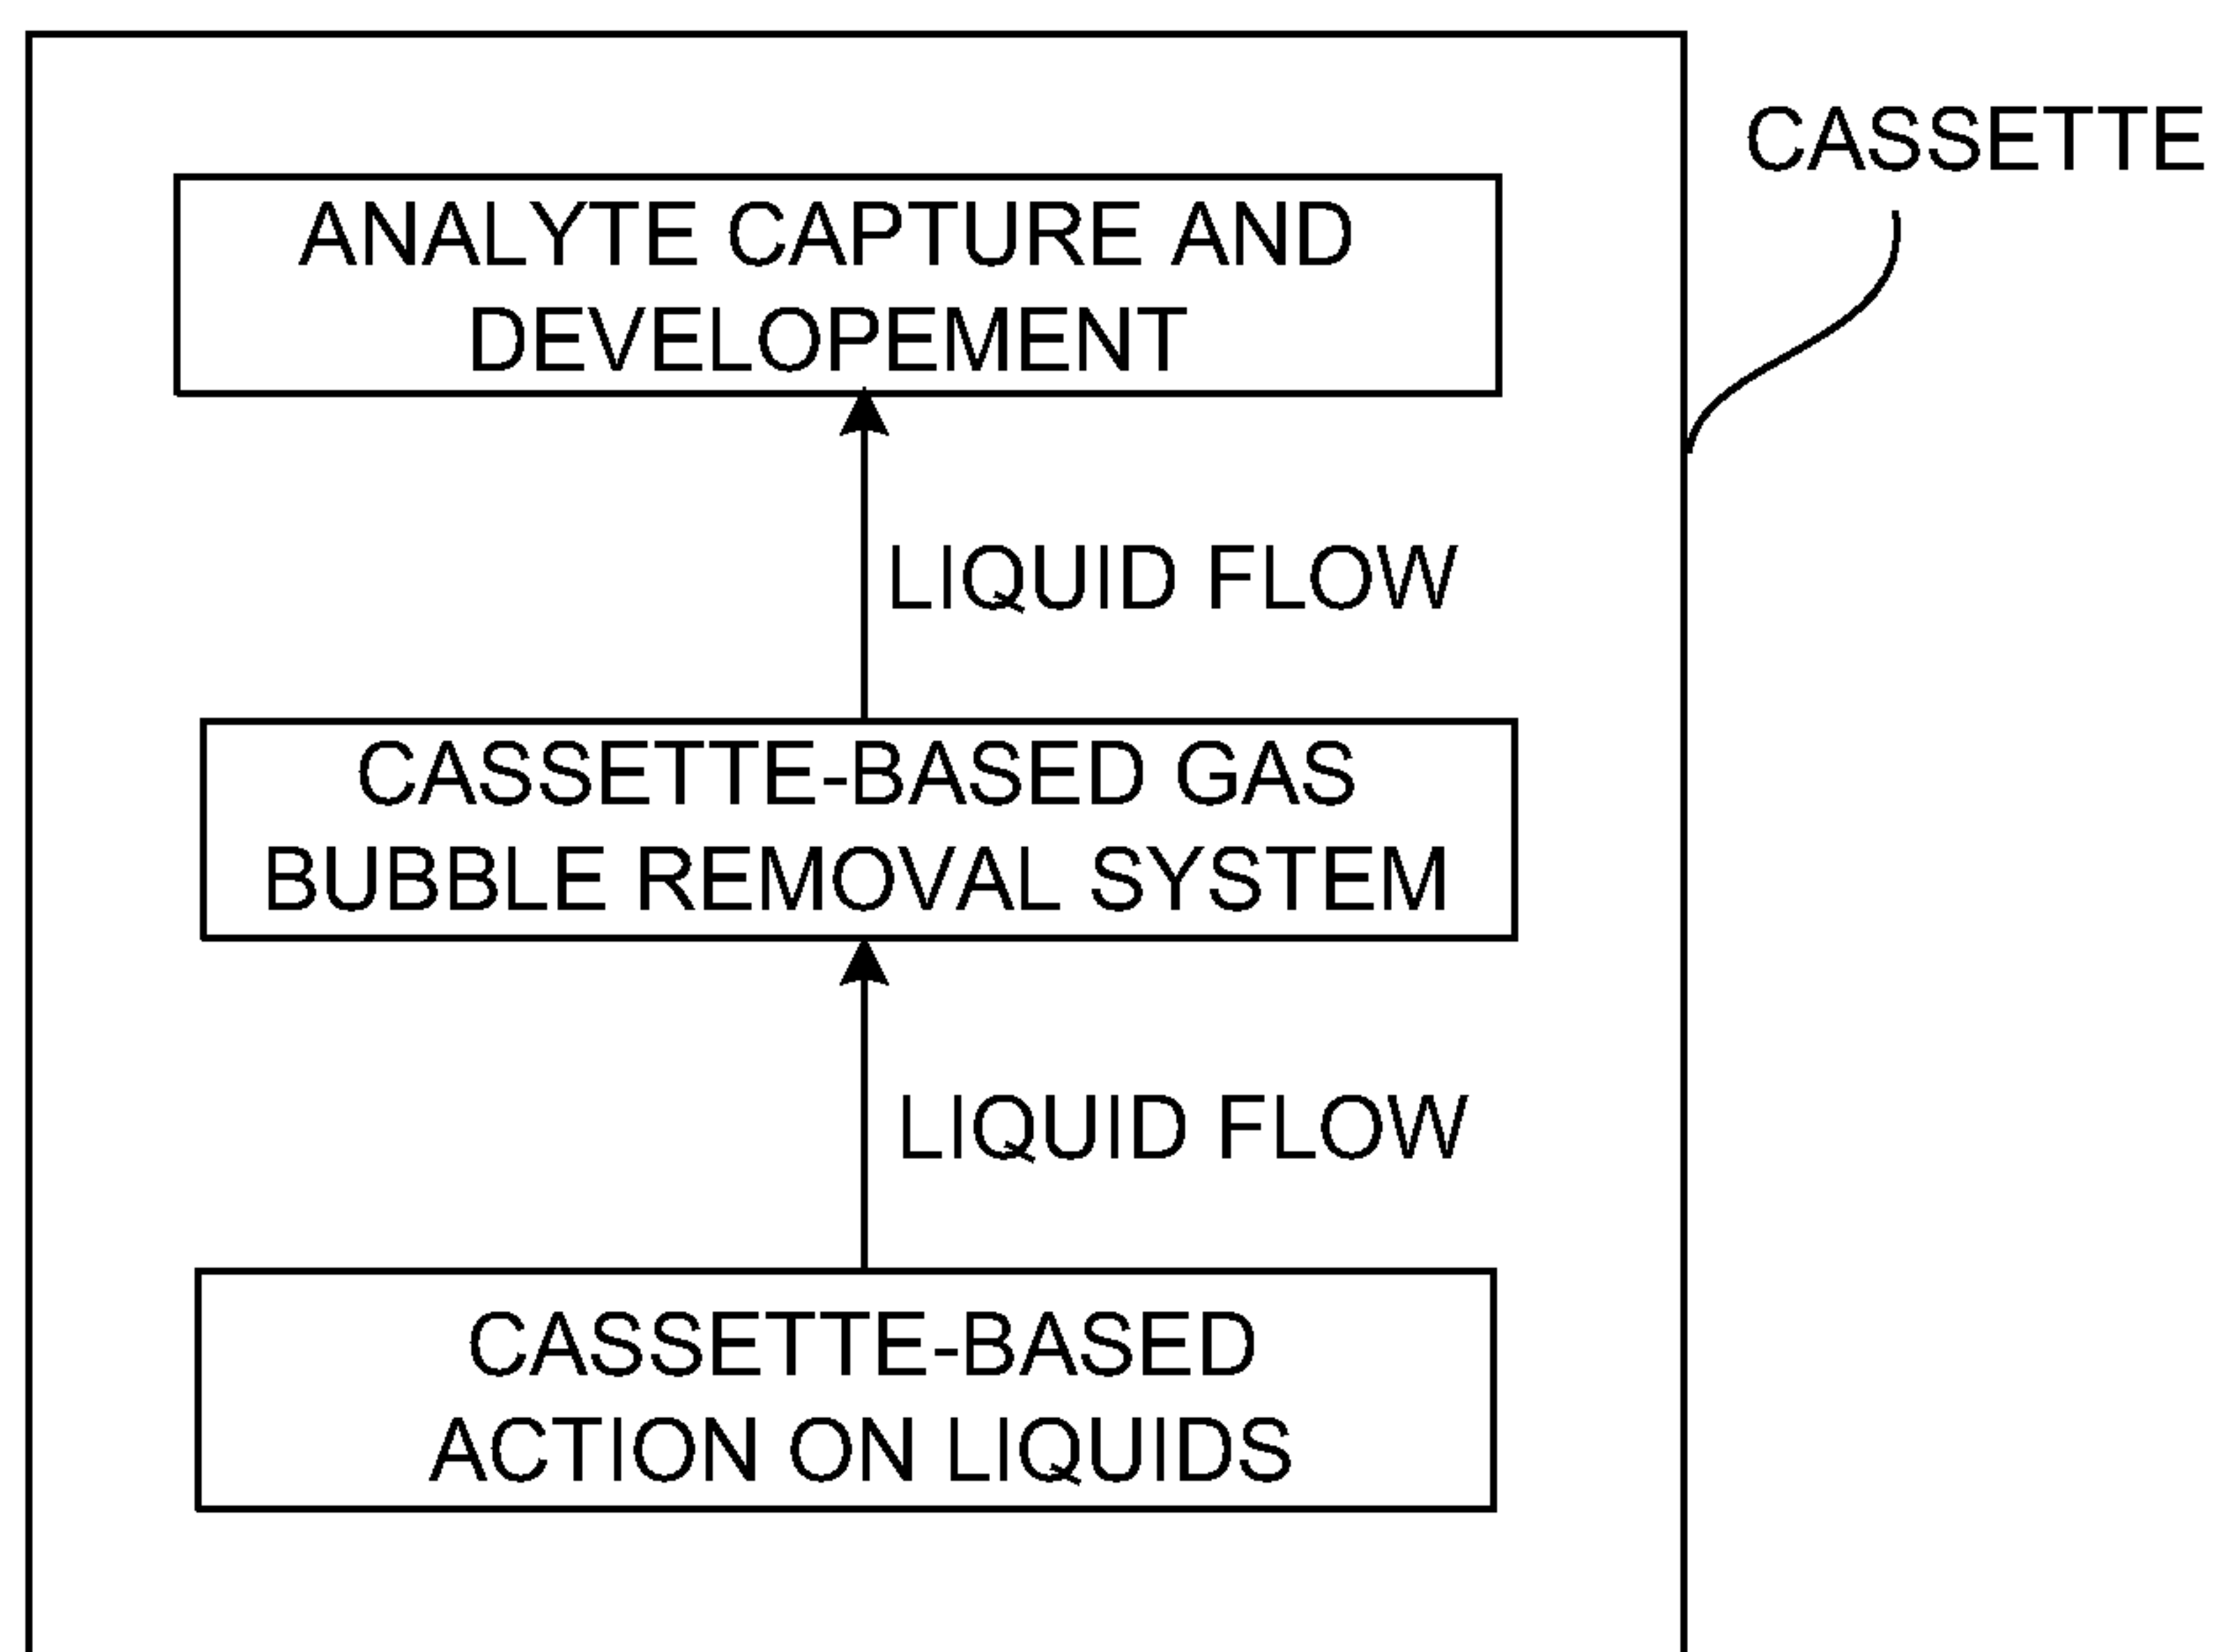 CASSETTE
ANALYTE CAPTURE AND
DEVELOPEMENT
LIQUID FLOW
CASSETTE-BASED GAS
BUBBLE REMOVAL SYSTEM
LIQUID FLOW
CASSETTE-BASED
ACTION ON LIQUIDS